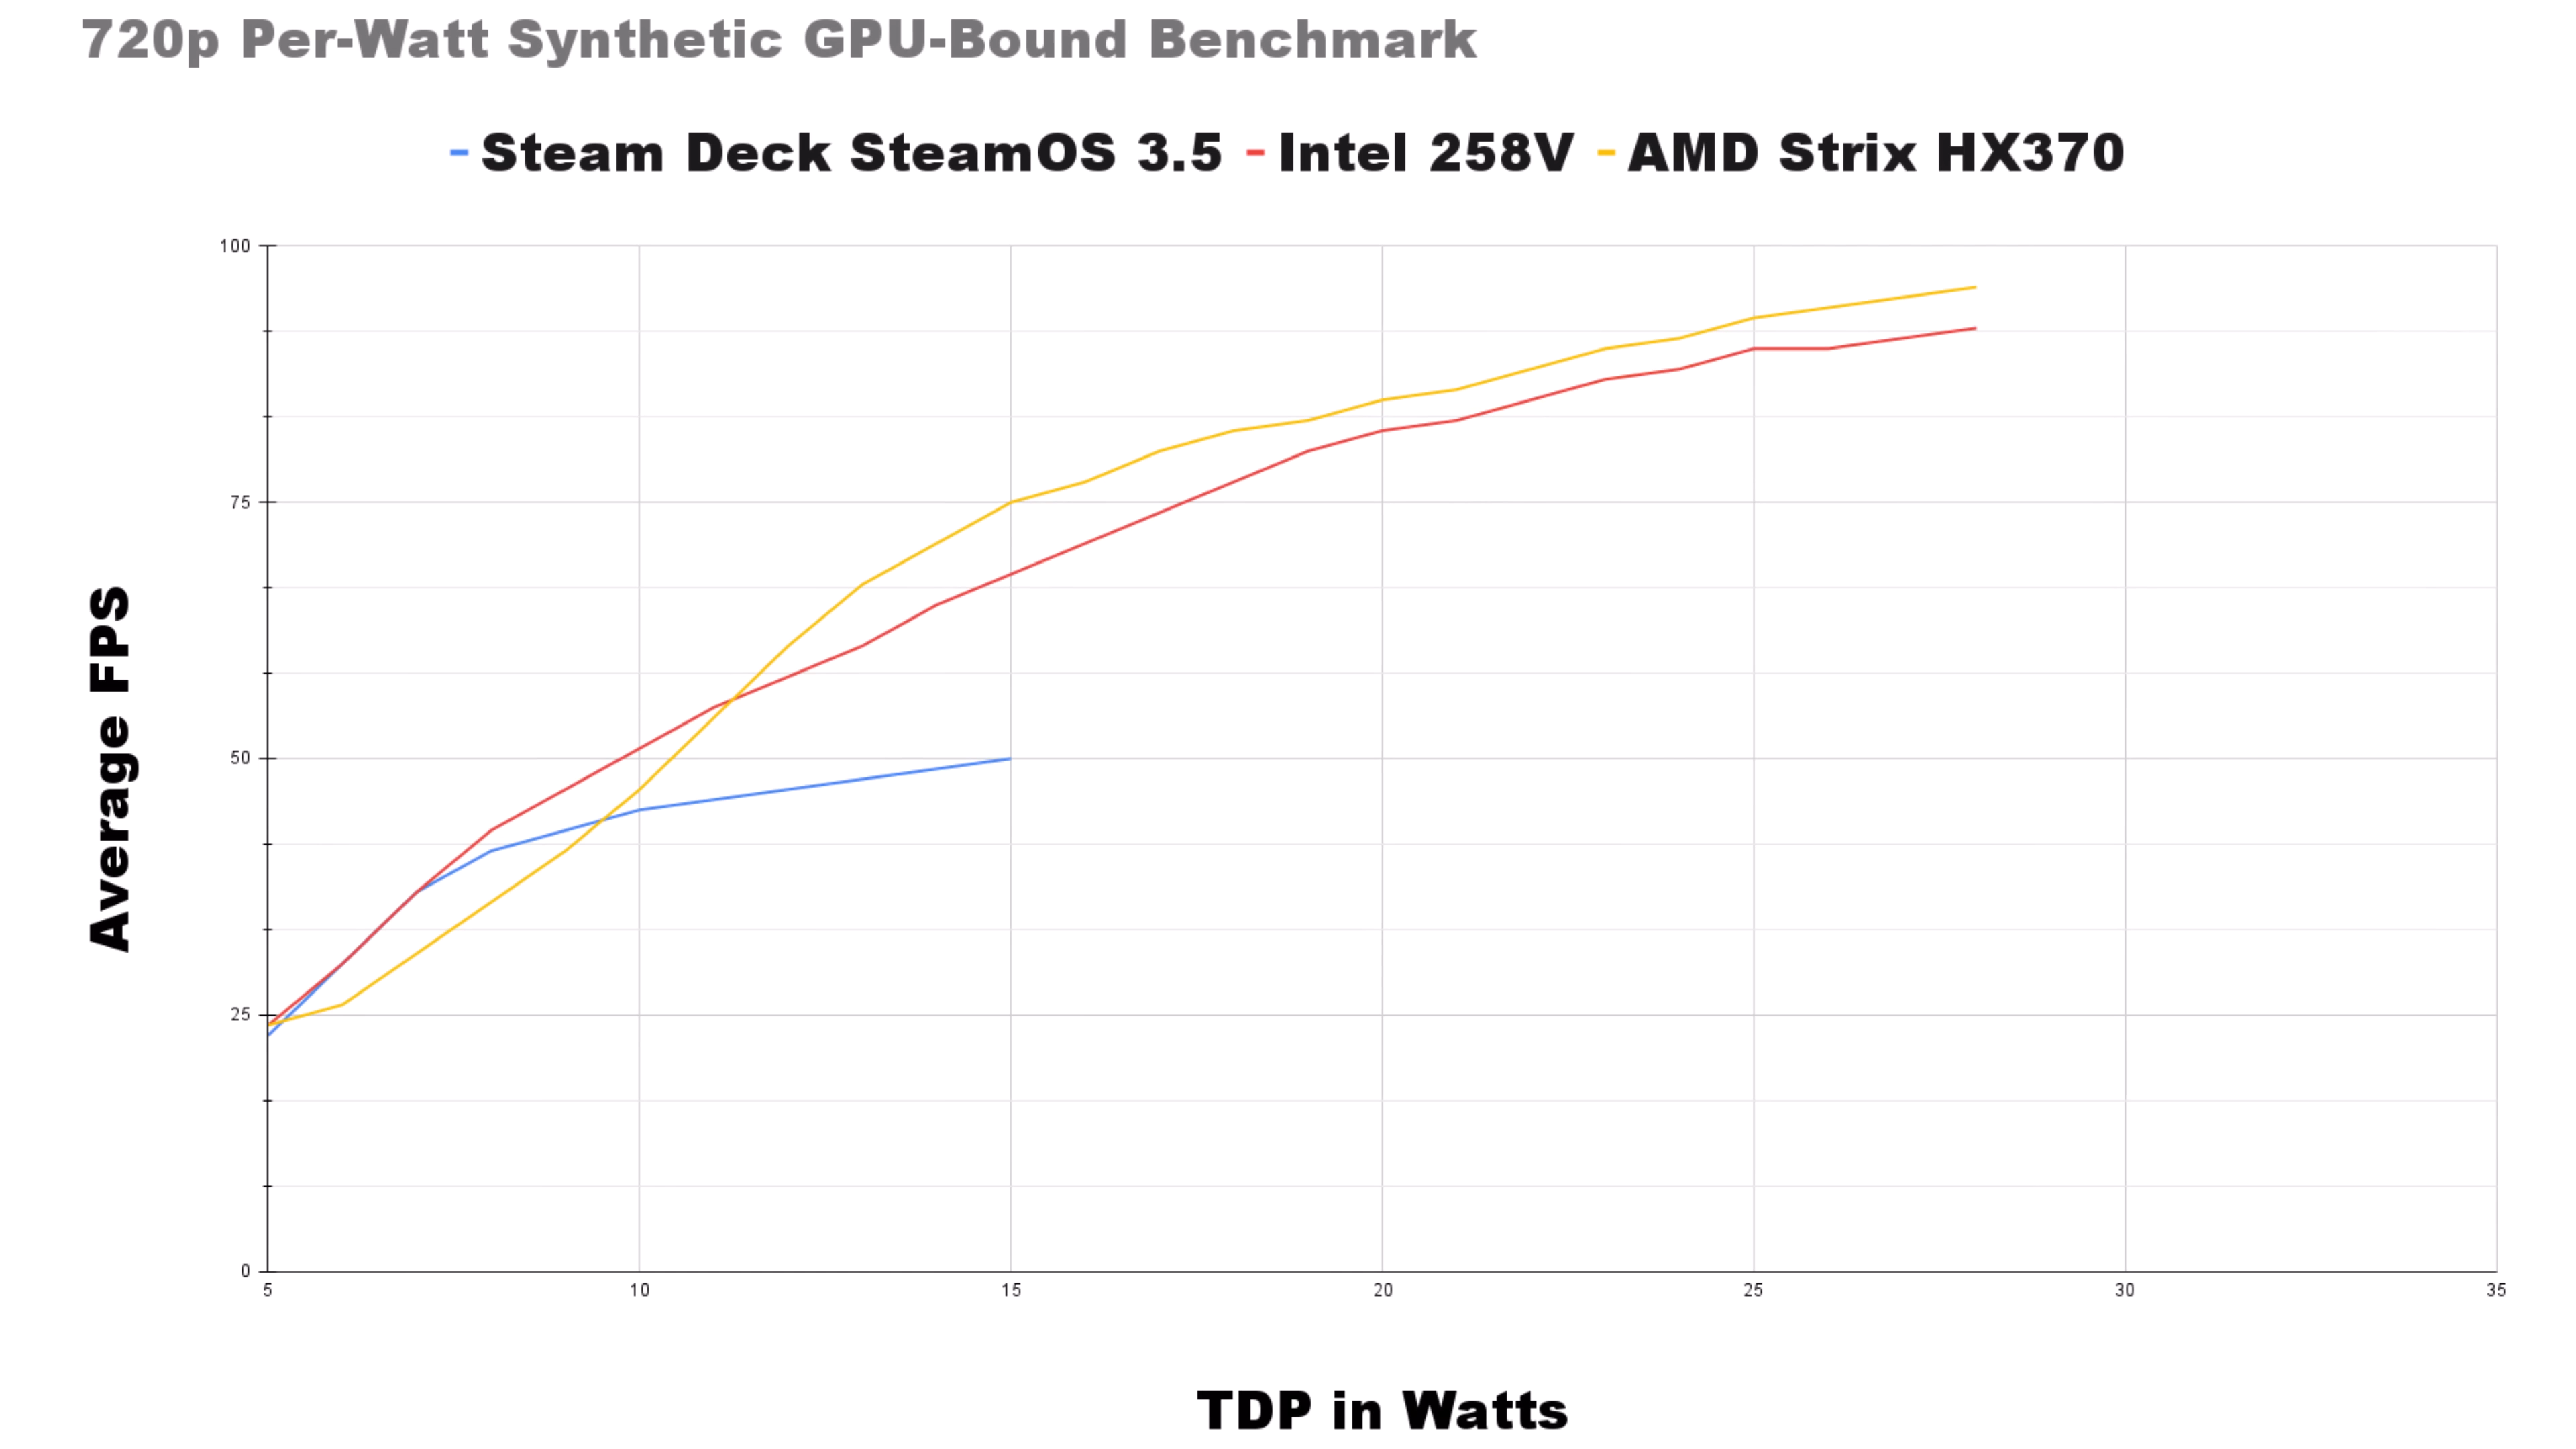 720p Per-Watt Synthetic GPU-Bound Benchmark
Steam Deck SteamOS 3.5 Intel 258V AMD Strix HX370
100
75
50
25
0
Average FPS
5 10 15 20 25 30 35
TDP in Watts